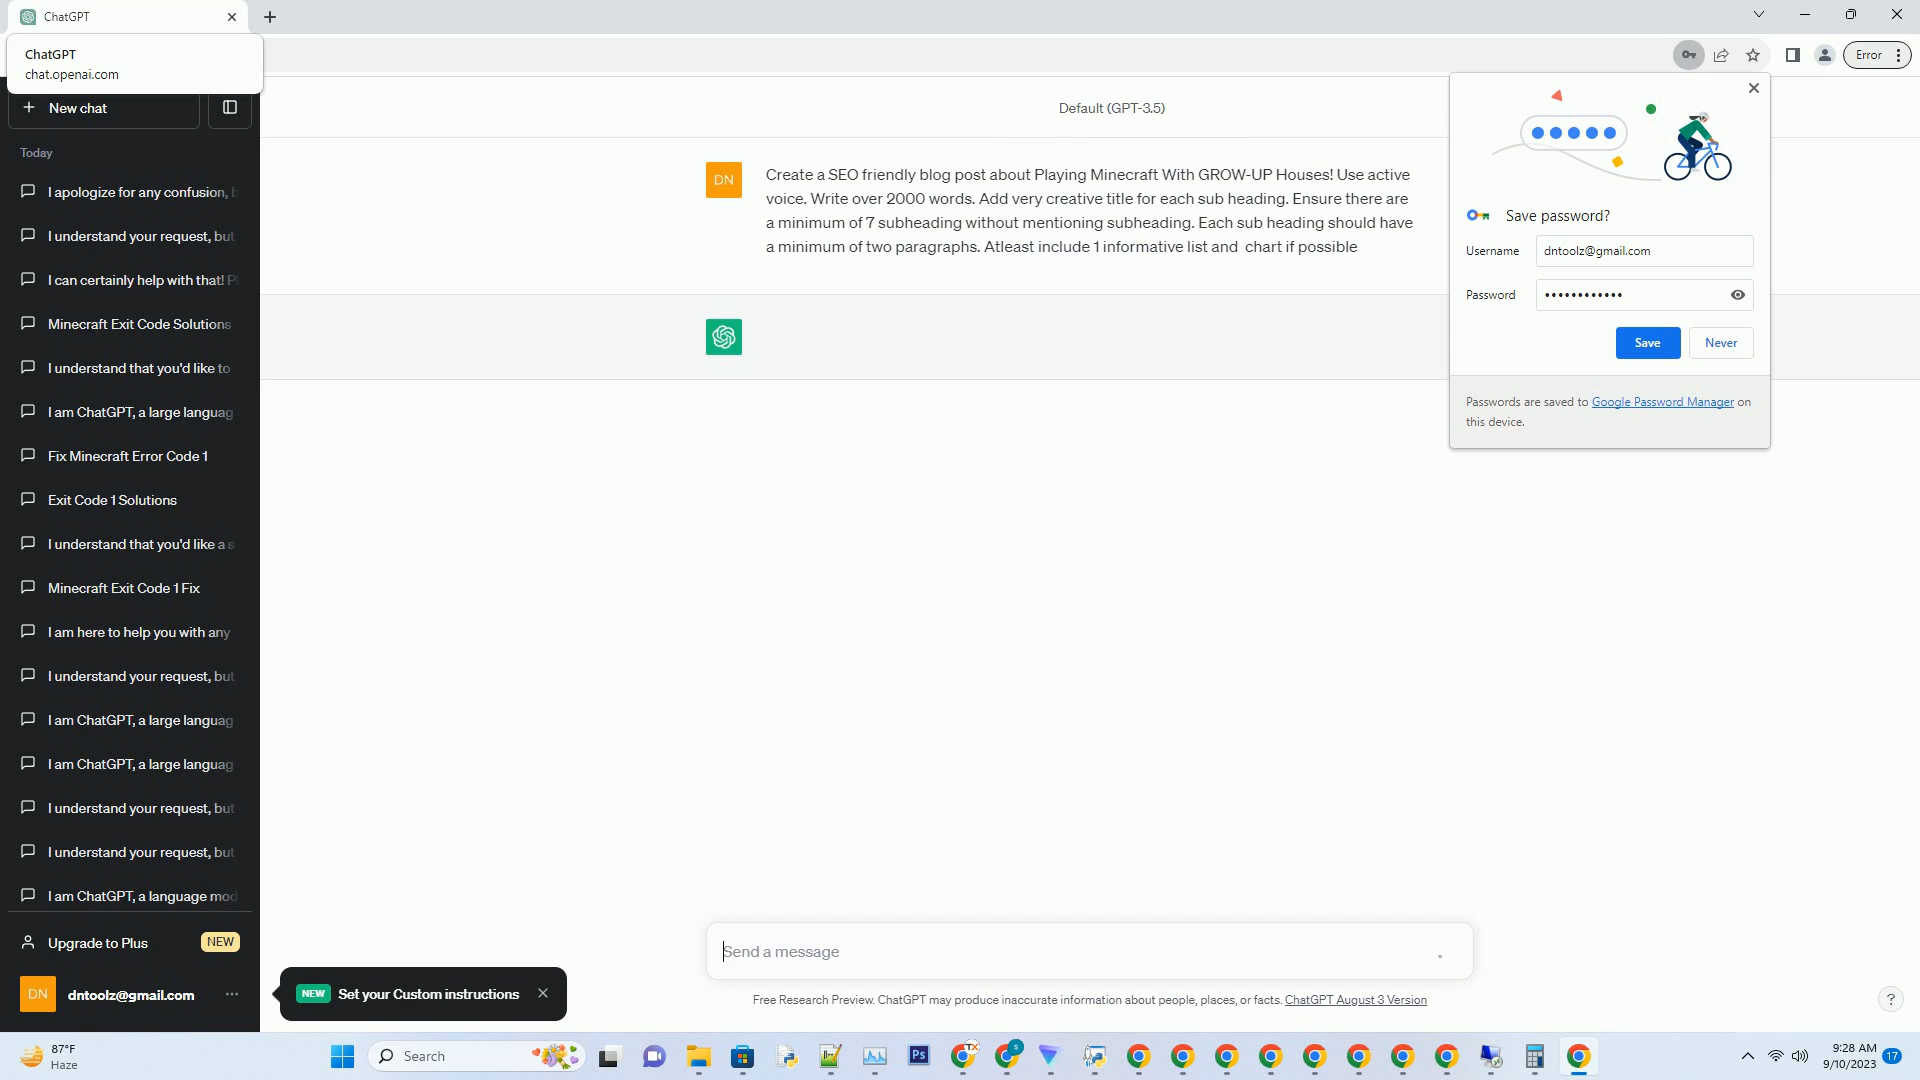 ChatGPT
ChatGPT
chat.openai.com
Error
New chat
Default (GPT-3.5)
Today
I apologize for any confusion, b
I understand your request, but
I can certainly help with that! P
Minecraft Exit Code Solutions
I understand that you'd like to
I am ChatGPT, a large languag
Fix Minecraft Error Code 1
Exit Code 1 Solutions
I understand that you'd like a s
Minecraft Exit Code 1 Fix
I am here to help you with any
I understand your request, but
I am ChatGPT, a large languag
I am ChatGPT, a large languag
I understand your request, but
I understand your request, but
I am ChatGPT, a language mod
Upgrade to Plus
NEW
DN
dntoolz@gmail.com
DN
Create a SEO friendly blog post about Playing Minecraft With GROW-UP Houses! Use active
voice. Write over 2000 words. Add very creative title for each sub heading. Ensure there are
a minimum of 7 subheading without mentioning subheading. Each sub heading should have
a minimum of two paragraphs. Atleast include 1 informative list and chart if possible
Save password?
Username
dntoolz@gmail.com
Password
••••••••••••
Save
Never
Passwords are saved to Google Password Manager on
this device.
Send a message
NEW Set your Custom instructions
Free Research Preview. ChatGPT may produce inaccurate information about people, places, or facts. ChatGPT August 3 Version
?
87°F
Haze
Search
Ps
TX
s
9:28 AM
9/10/2023
17